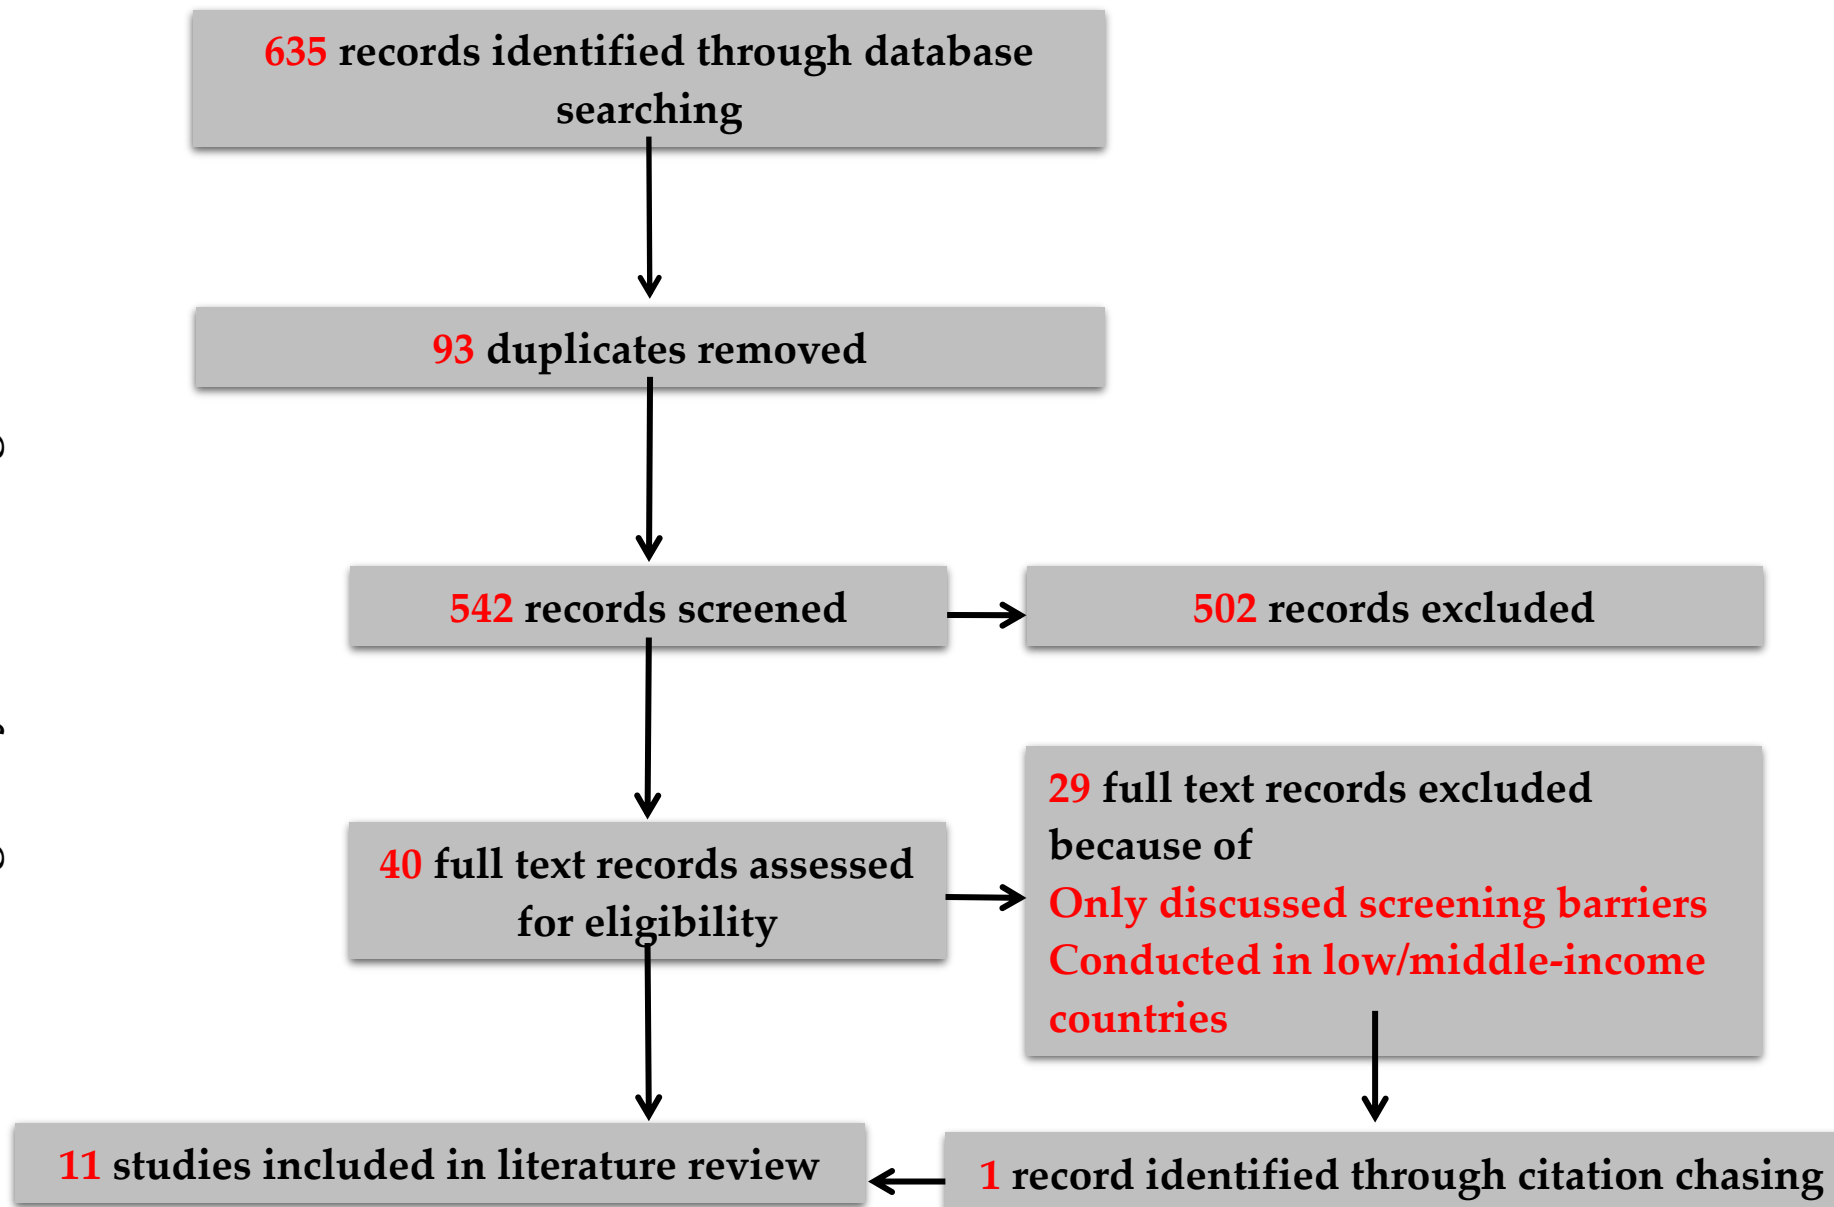 635 records identified through database
searching
93 duplicates removed
542 records screened
502 records excluded
40 full text records assessed
for eligibility
29 full text records excluded
because of
Only discussed screening barriers
Conducted in low/middle-income
countries
11 studies included in literature review
1 record identified through citation chasing